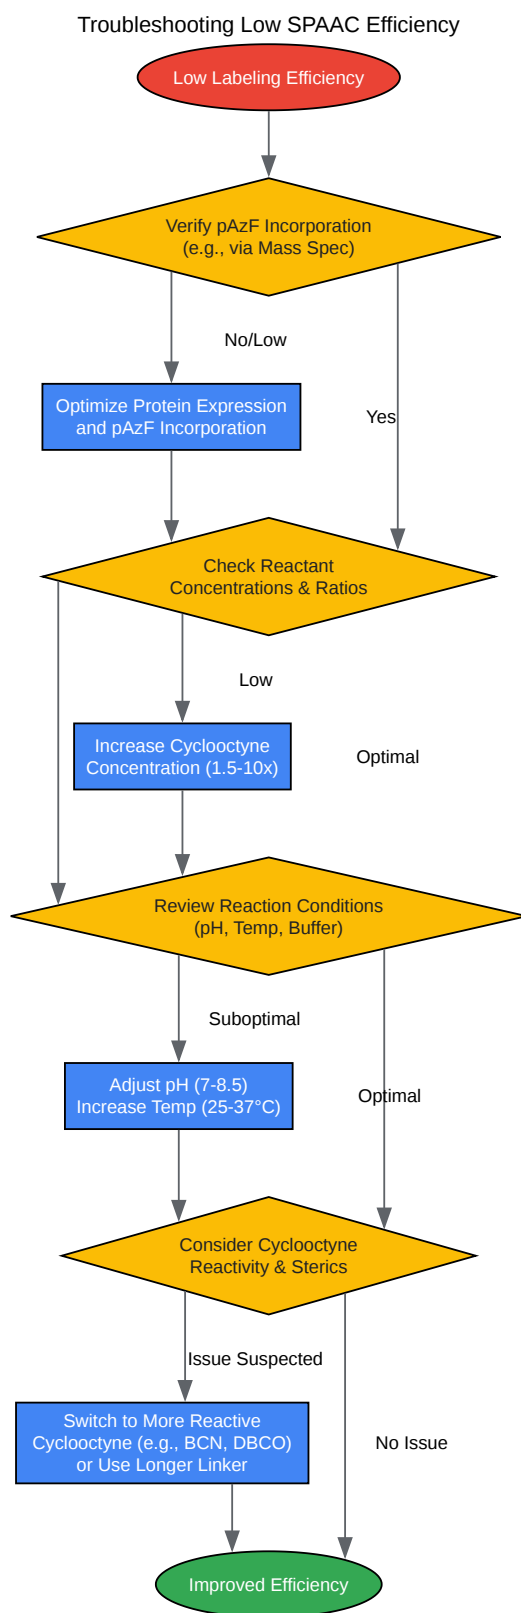 Troubleshooting Low SPAAC Efficiency
Low Labeling Efficiency
Verify pAzF Incorporation
(e.g., via Mass Spec)
No/Low
Optimize Protein Expression
and pAzF Incorporation
Yes
Check Reactant
Concentrations & Ratios
Low
Increase Cyclooctyne
Concentration (1.5-10x)
Optimal
Review Reaction Conditions
(pH, Temp, Buffer)
Suboptimal
Adjust pH (7-8.5)
Increase Temp (25-37°C)
Optimal
Consider Cyclooctyne
Reactivity & Sterics
Issue Suspected
Switch to More Reactive
Cyclooctyne (e.g., BCN, DBCO)
or Use Longer Linker
No Issue
Improved Efficiency